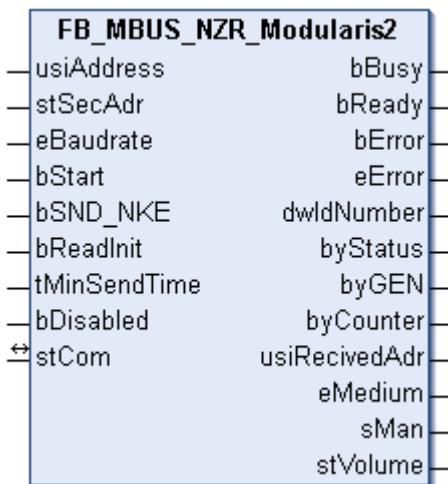 FB_MBUS_NZR_Modularis2
usiAddress bBusy
stSecAdr bReady
eBaudrate bError
bStart eError
bSND_NKE dwIdNumber
bReadInit byStatus
tMinSendTime byGEN
bDisabled byCounter
stCom usiRecivedAdr
eMedium
sMan
stVolume